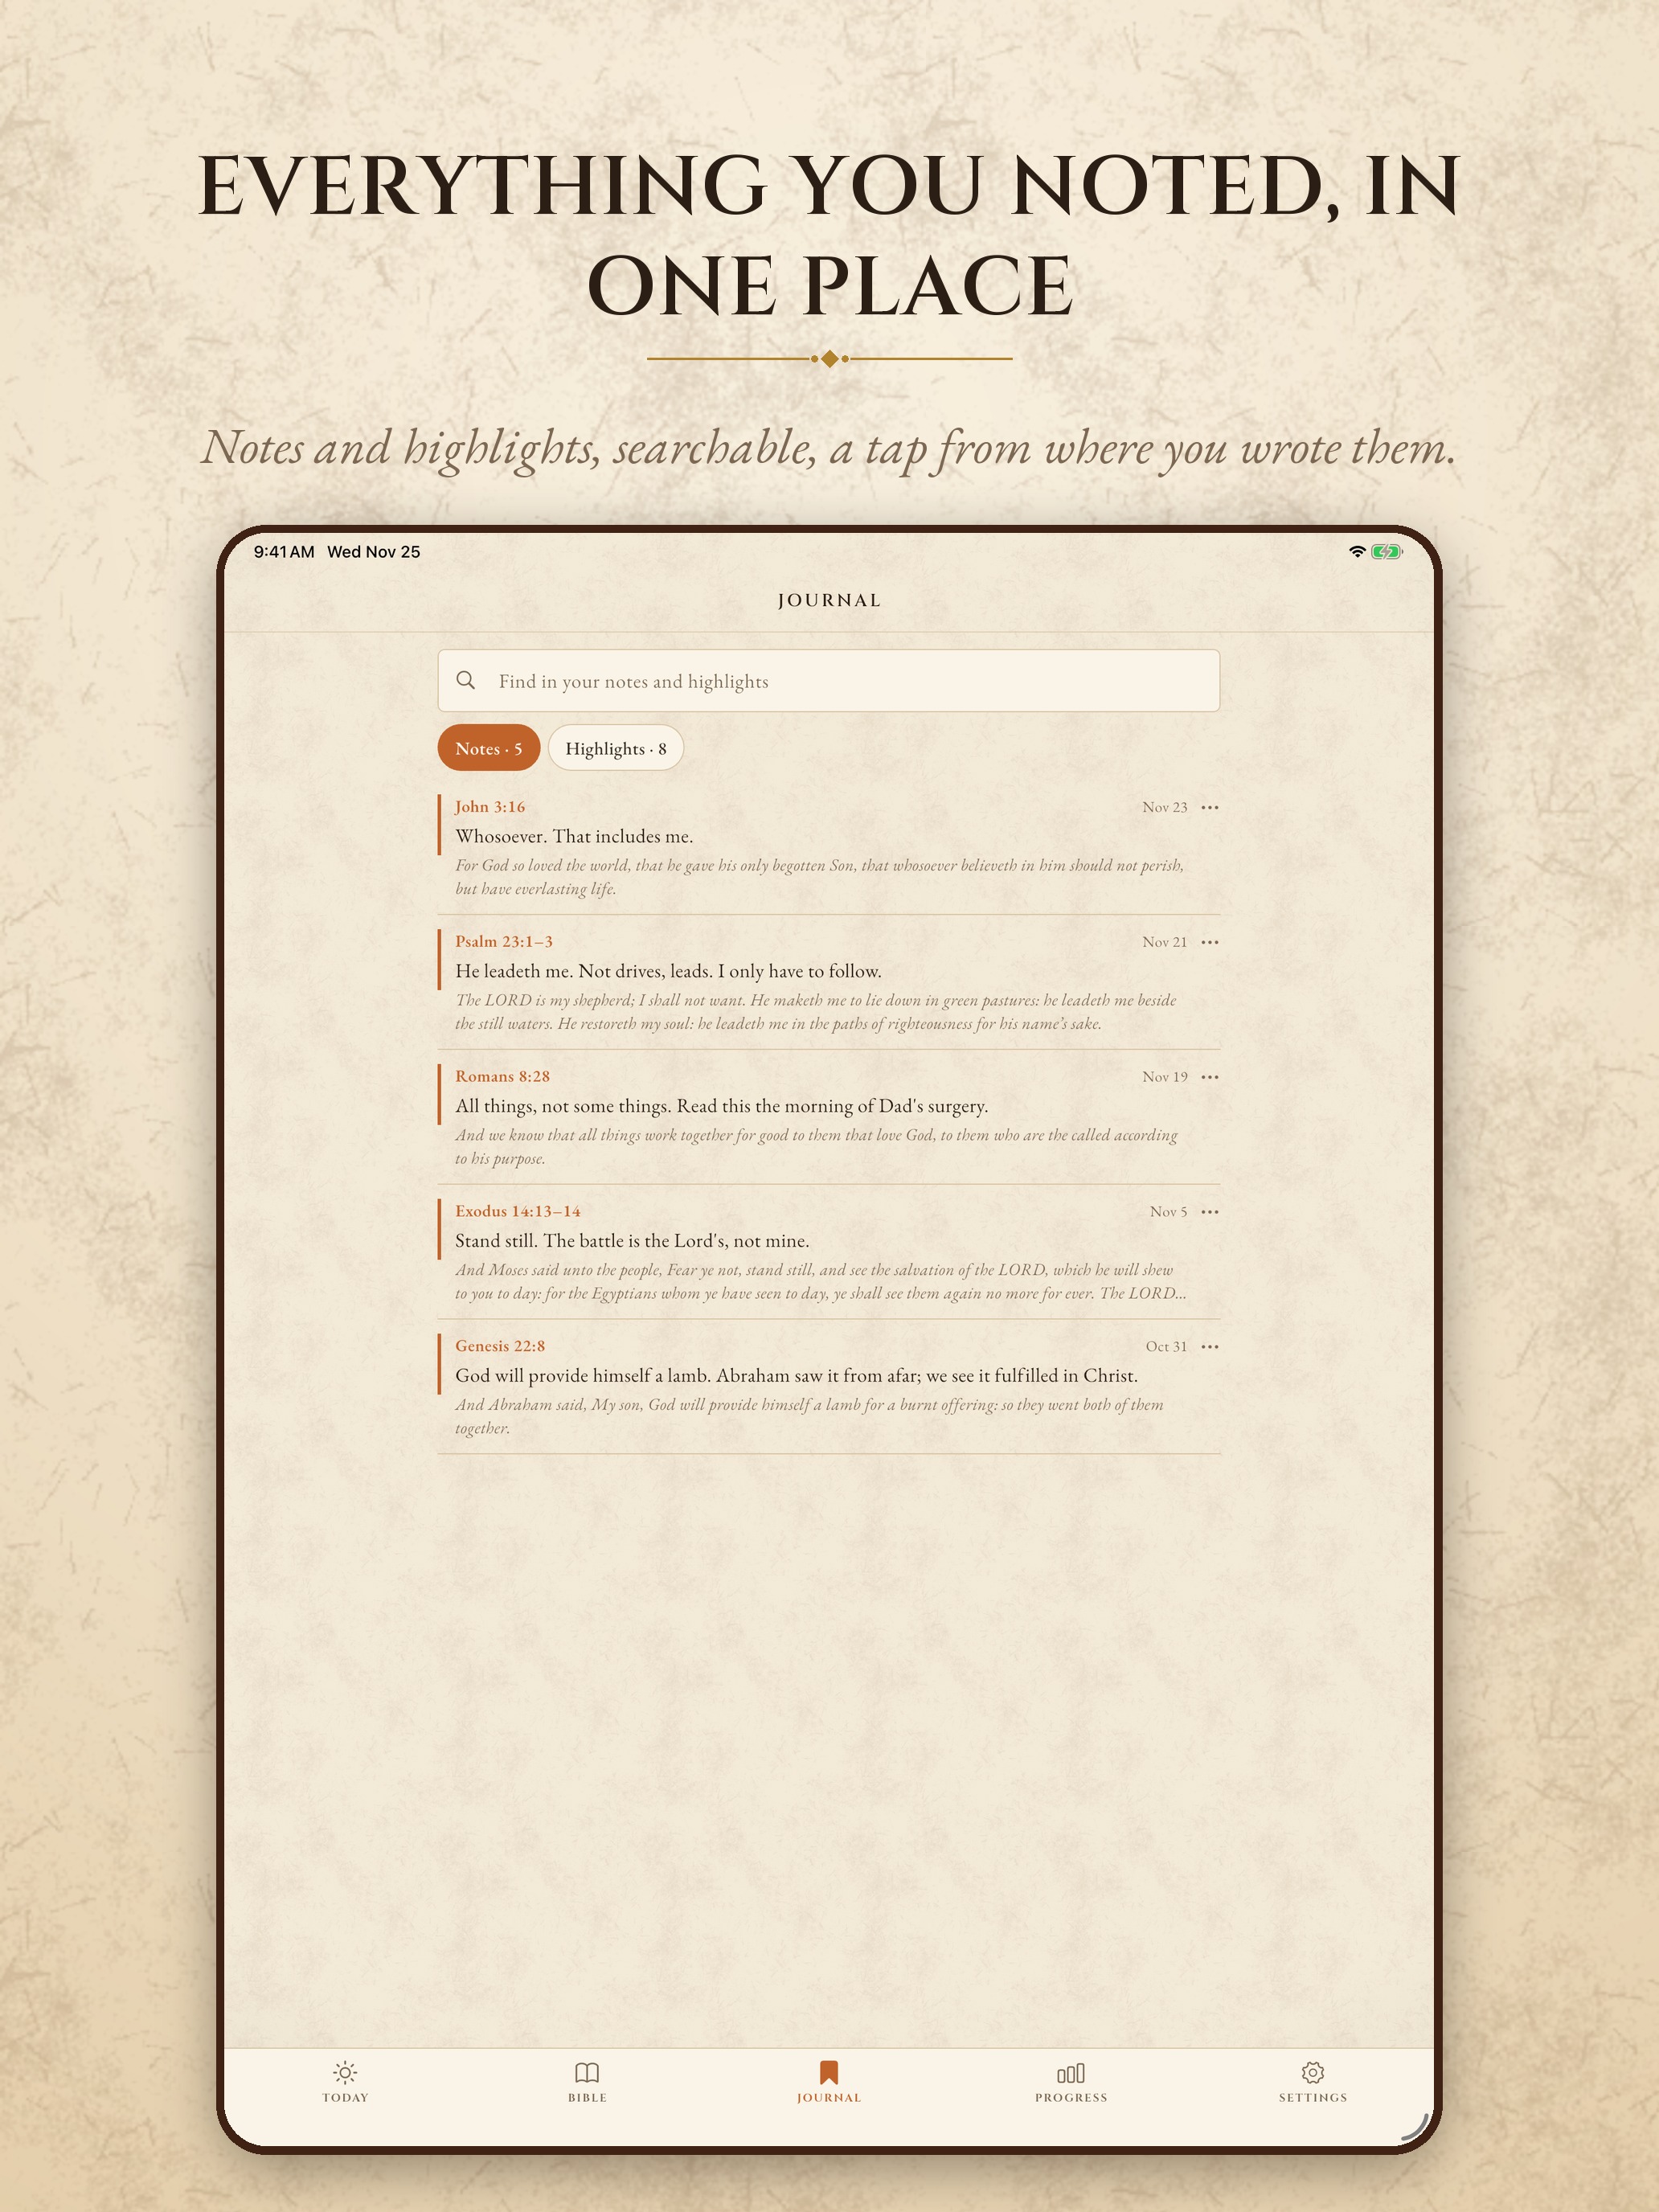 EVERYTHING YOU NOTED, IN
ONE PLACE
Notes and highlights, searchable, a tap from where you wrote them.
9:41 AM Wed Nov 25
JOURNAL
Find in your notes and highlights
Notes · 5 Highlights · 8
John 3:16 Nov 23 •••
Whosoever. That includes me.
For God so loved the world, that he gave his only begotten Son, that whosoever believeth in him should not perish,
but have everlasting life.
Psalm 23:1–3 Nov 21 •••
He leadeth me. Not drives, leads. I only have to follow.
The LORD is my shepherd; I shall not want. He maketh me to lie down in green pastures: he leadeth me beside
the still waters. He restoreth my soul: he leadeth me in the paths of righteousness for his name’s sake.
Romans 8:28 Nov 19 •••
All things, not some things. Read this the morning of Dad's surgery.
And we know that all things work together for good to them that love God, to them who are the called according
to his purpose.
Exodus 14:13–14 Nov 5 •••
Stand still. The battle is the Lord's, not mine.
And Moses said unto the people, Fear ye not, stand still, and see the salvation of the LORD, which he will shew
to you to day: for the Egyptians whom ye have seen to day, ye shall see them again no more for ever. The LORD...
Genesis 22:8 Oct 31 •••
God will provide himself a lamb. Abraham saw it from afar; we see it fulfilled in Christ.
And Abraham said, My son, God will provide himself a lamb for a burnt offering: so they went both of them
together.
TODAY BIBLE JOURNAL PROGRESS SETTINGS